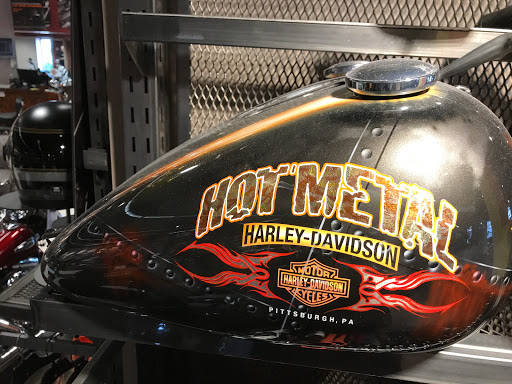 HOT METAL
HARLEY-DAVIDSON
MOTOR
HARLEY-DAVIDSON
CYCLES
PITTSBURGH, PA